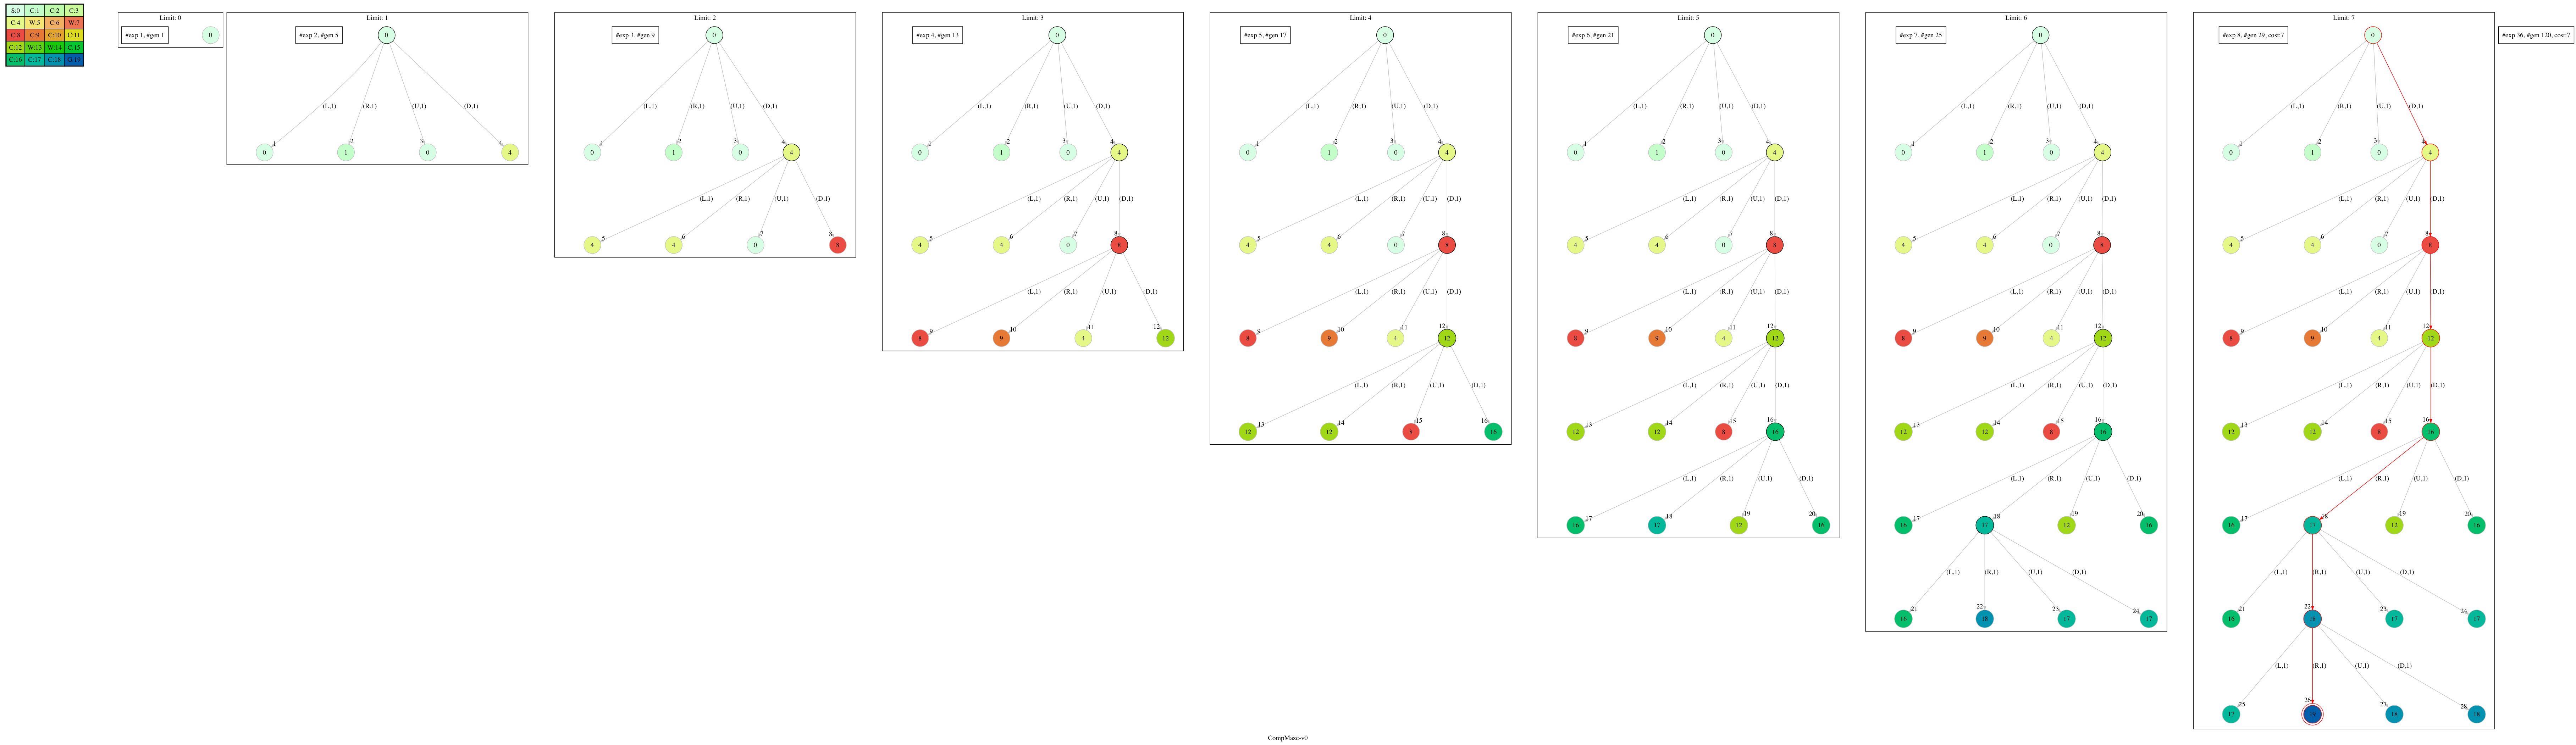 S:0 C:1 C:2 C:3
C:4 W:5 C:6 W:7
C:8 C:9 C:10 C:11
C:12 W:13 W:14 C:15
C:16 C:17 C:18 G:19
Limit: 0
#exp 1, #gen 1
0
Limit: 1
#exp 2, #gen 5
0
(L,1) (R,1) (U,1) (D,1)
1 2 3 4
0 1 0 4
Limit: 2
#exp 3, #gen 9
0
(L,1) (R,1) (U,1) (D,1)
1 2 3 4
0 1 0 4
(L,1) (R,1) (U,1) (D,1)
5 6 7 8
4 4 0 8
Limit: 3
#exp 4, #gen 13
0
(L,1) (R,1) (U,1) (D,1)
1 2 3 4
0 1 0 4
(L,1) (R,1) (U,1) (D,1)
5 6 7 8
4 4 0 8
(L,1) (R,1) (U,1) (D,1)
9 10 11 12
8 9 4 12
Limit: 4
#exp 5, #gen 17
0
(L,1) (R,1) (U,1) (D,1)
1 2 3 4
0 1 0 4
(L,1) (R,1) (U,1) (D,1)
5 6 7 8
4 4 0 8
(L,1) (R,1) (U,1) (D,1)
9 10 11 12
8 9 4 12
(L,1) (R,1) (U,1) (D,1)
13 14 15 16
12 12 8 16
Limit: 5
#exp 6, #gen 21
0
(L,1) (R,1) (U,1) (D,1)
1 2 3 4
0 1 0 4
(L,1) (R,1) (U,1) (D,1)
5 6 7 8
4 4 0 8
(L,1) (R,1) (U,1) (D,1)
9 10 11 12
8 9 4 12
(L,1) (R,1) (U,1) (D,1)
13 14 15 16
12 12 8 16
(L,1) (R,1) (U,1) (D,1)
17 18 19 20
16 17 12 16
Limit: 6
#exp 7, #gen 25
0
(L,1) (R,1) (U,1) (D,1)
1 2 3 4
0 1 0 4
(L,1) (R,1) (U,1) (D,1)
5 6 7 8
4 4 0 8
(L,1) (R,1) (U,1) (D,1)
9 10 11 12
8 9 4 12
(L,1) (R,1) (U,1) (D,1)
13 14 15 16
12 12 8 16
(L,1) (R,1) (U,1) (D,1)
17 18 19 20
16 17 12 16
(L,1) (R,1) (U,1) (D,1)
21 22 23 24
16 18 17 17
Limit: 7
#exp 8, #gen 29, cost:7
0
(L,1) (R,1) (U,1) (D,1)
1 2 3 4
0 1 0 4
(L,1) (R,1) (U,1) (D,1)
5 6 7 8
4 4 0 8
(L,1) (R,1) (U,1) (D,1)
9 10 11 12
8 9 4 12
(L,1) (R,1) (U,1) (D,1)
13 14 15 16
12 12 8 16
(L,1) (R,1) (U,1) (D,1)
17 18 19 20
16 17 12 16
(L,1) (R,1) (U,1) (D,1)
21 22 23 24
16 18 17 17
(L,1) (R,1) (U,1) (D,1)
25 26 27 28
17 19 18 18
#exp 36, #gen 120, cost:7
CompMaze-v0